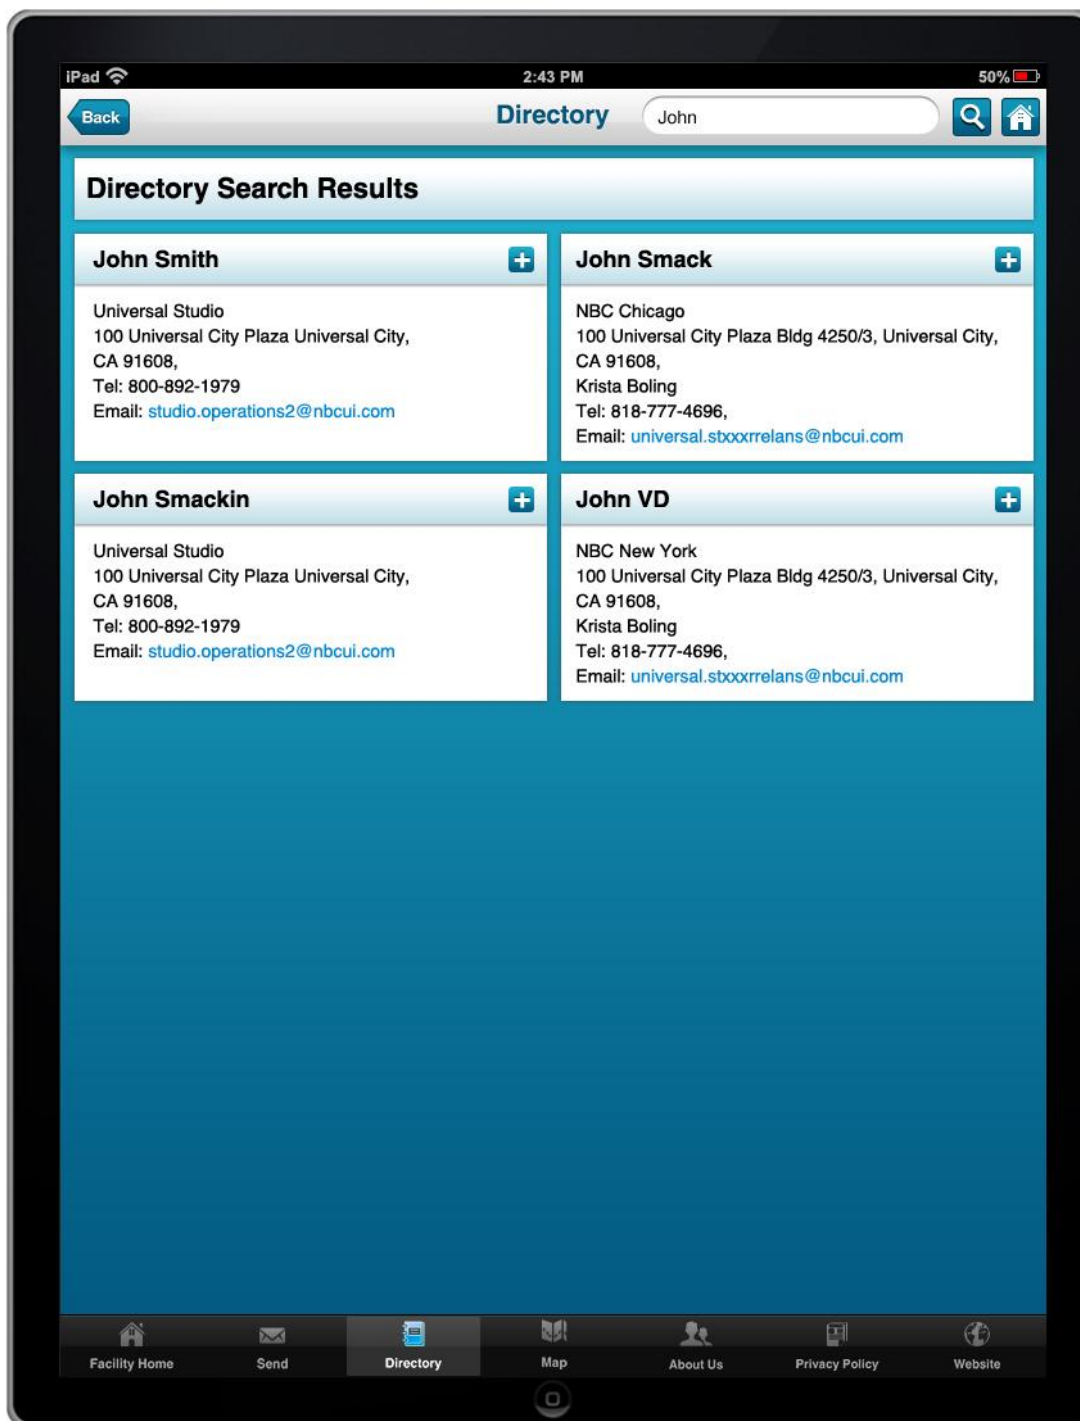 iPad 2:43 PM 50%
Back Directory John
Directory Search Results
John Smith
Universal Studio
100 Universal City Plaza Universal City,
CA 91608,
Tel: 800-892-1979
Email: studio.operations2@nbcui.com
John Smack
NBC Chicago
100 Universal City Plaza Bldg 4250/3, Universal City,
CA 91608,
Krista Boling
Tel: 818-777-4696,
Email: universal.stxxxrrelans@nbcui.com
John Smackin
Universal Studio
100 Universal City Plaza Universal City,
CA 91608,
Tel: 800-892-1979
Email: studio.operations2@nbcui.com
John VD
NBC New York
100 Universal City Plaza Bldg 4250/3, Universal City,
CA 91608,
Krista Boling
Tel: 818-777-4696,
Email: universal.stxxxrrelans@nbcui.com
Facility Home Send Directory Map About Us Privacy Policy Website